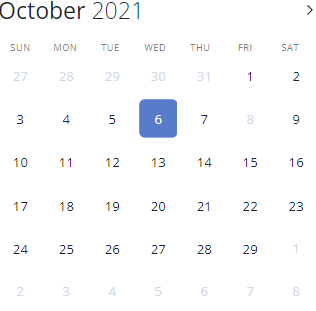 October 2021 >
SUN MON TUE WED THU FRI SAT
27 28 29 30 31 1 2
3 4 5 6 7 8 9
10 11 12 13 14 15 16
17 18 19 20 21 22 23
24 25 26 27 28 29 1
2 3 4 5 6 7 8